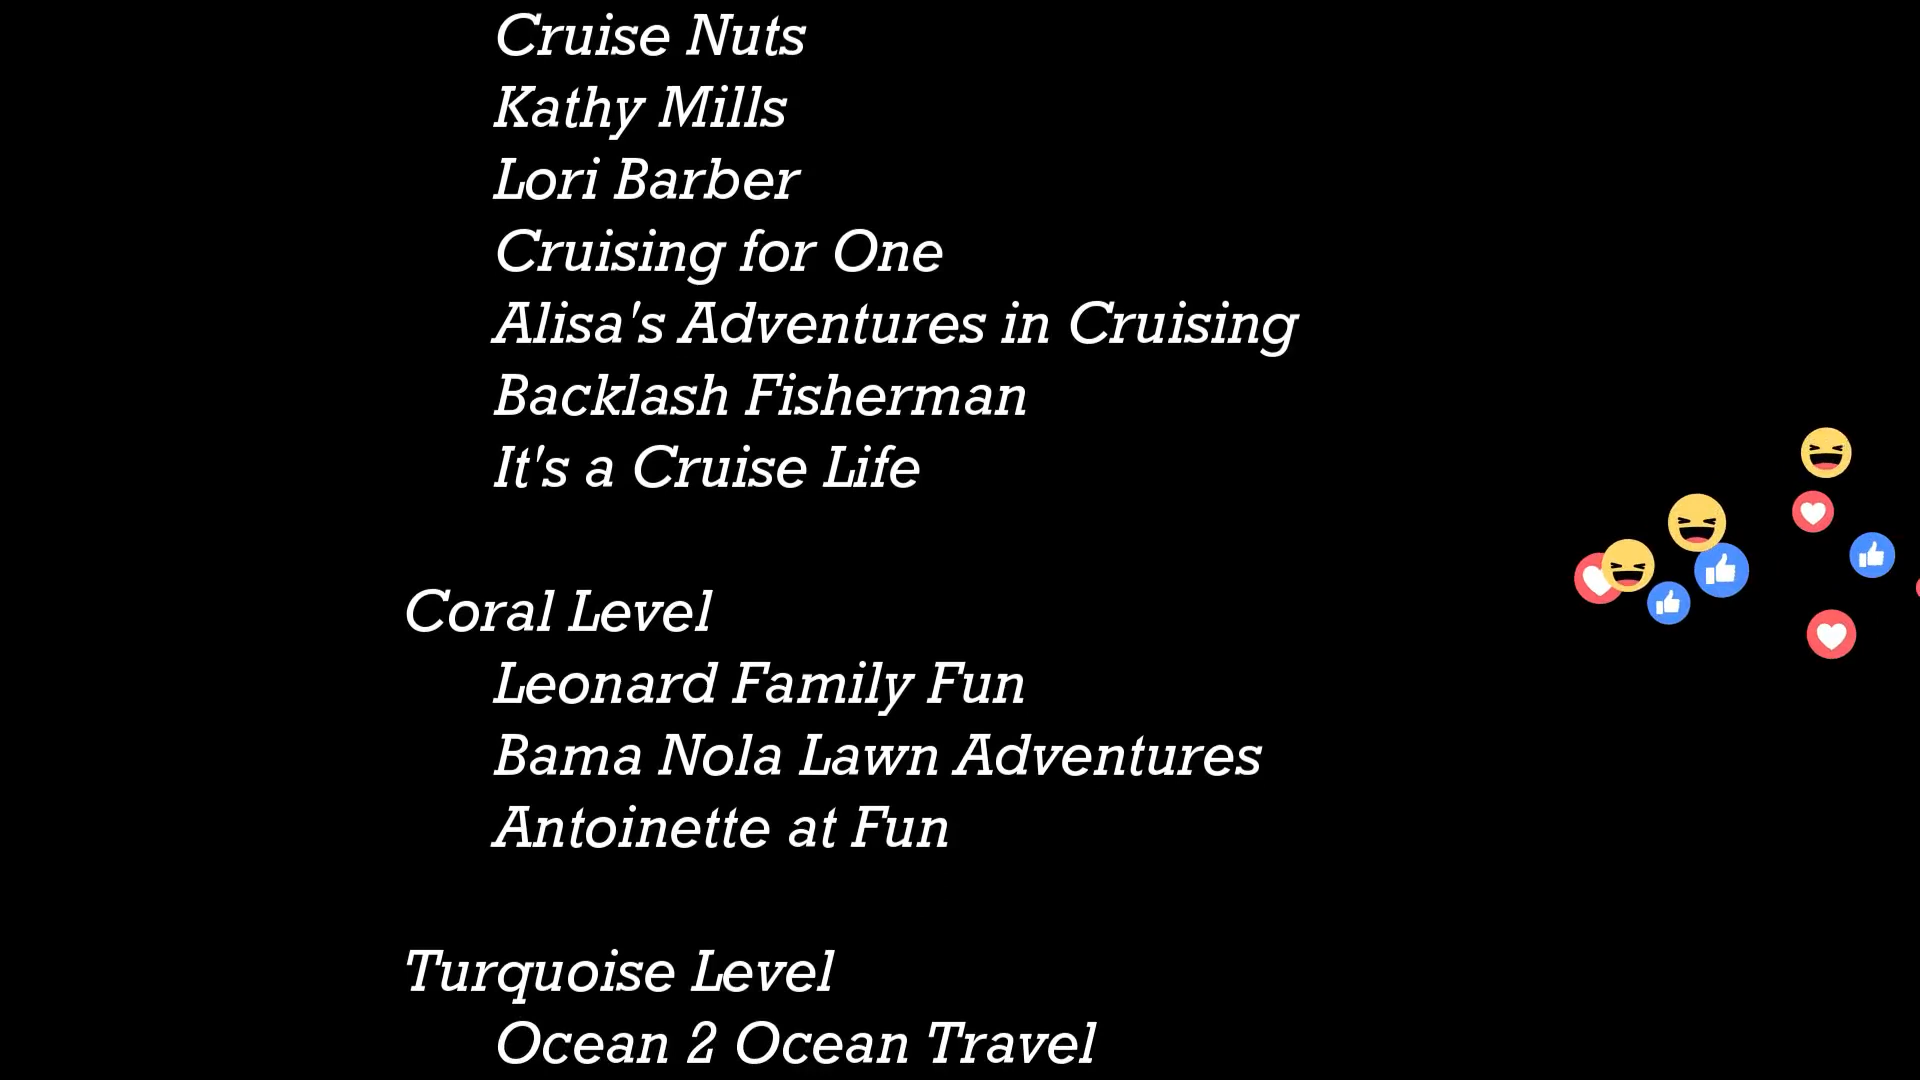 Cruise Nuts
Kathy Mills
Lori Barber
Cruising for One
Alisa's Adventures in Cruising
Backlash Fisherman
It's a Cruise Life
Coral Level
Leonard Family Fun
Bama Nola Lawn Adventures
Antoinette at Fun
Turquoise Level
Ocean 2 Ocean Travel